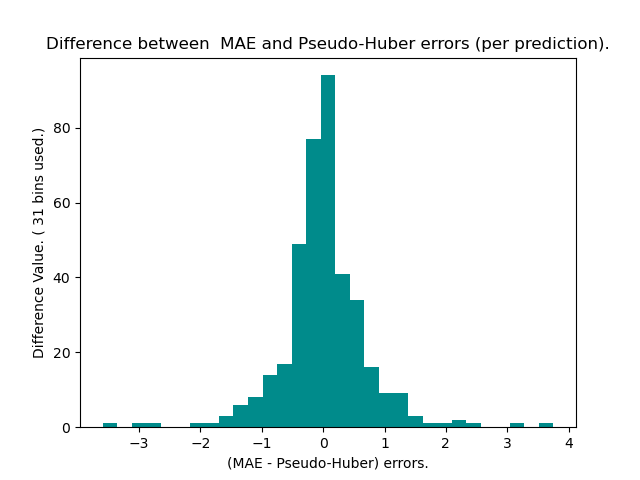 Difference between  MAE and Pseudo-Huber errors (per prediction).
Difference Value. ( 31 bins used.)
80
60
40
20
0
−3 −2 −1 0 1 2 3 4
(MAE - Pseudo-Huber) errors.